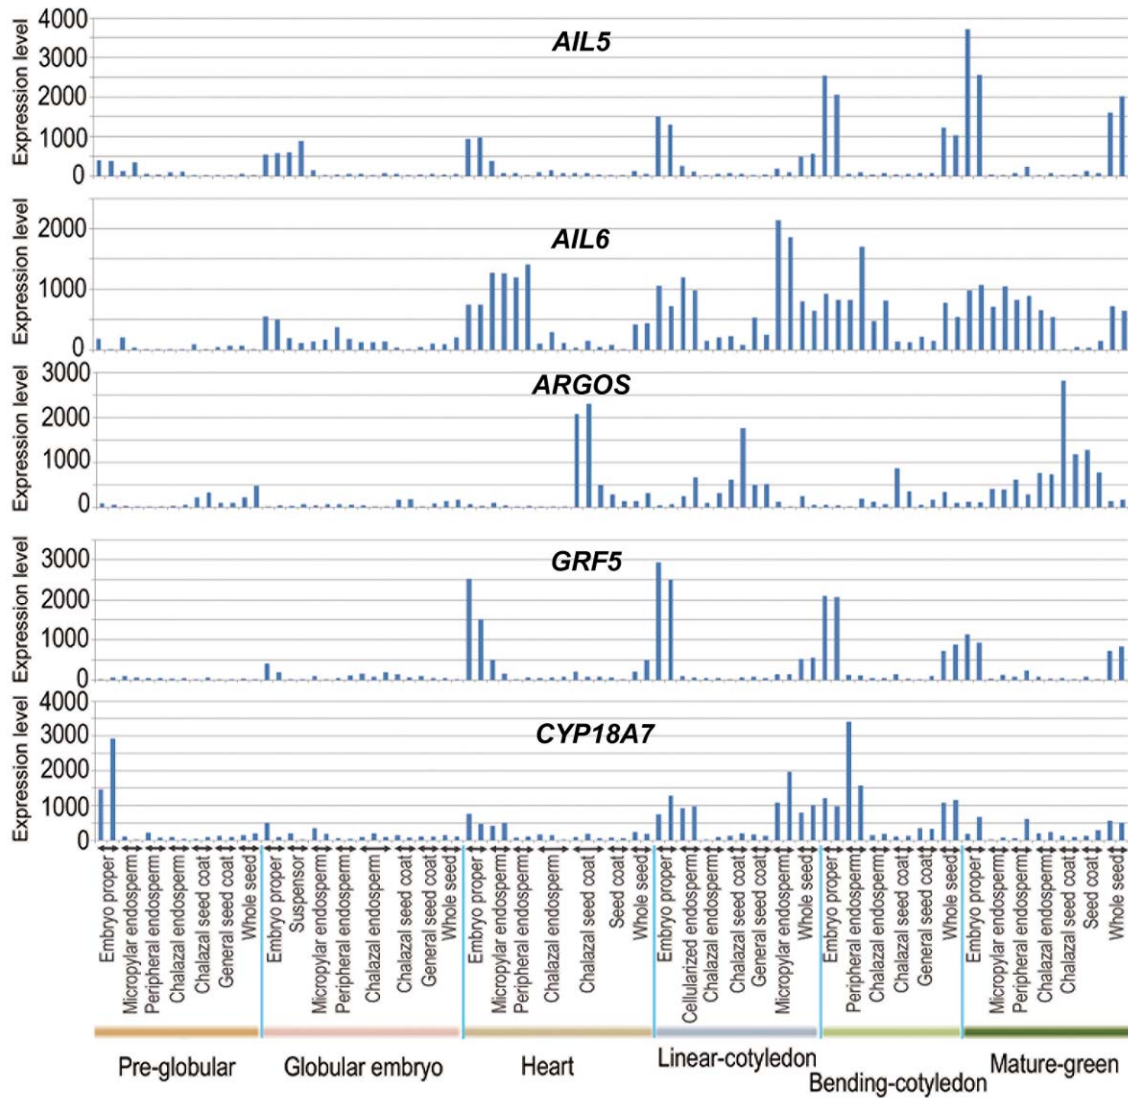 AIL5
Expression level
4000
3000
2000
1000
0
AIL6
Expression level
2000
1000
0
ARGOS
Expression level
3000
2000
1000
0
GRF5
Expression level
3000
2000
1000
0
CYP18A7
Expression level
4000
3000
2000
1000
0
Embryo proper
Micropylar endosperm
Peripheral endosperm
Chalazal endosperm
Chalazal seed coat
General seed coat
Whole seed
Embryo proper
Suspensor
Micropylar endosperm
Peripheral endosperm
Chalazal endosperm
Chalazal seed coat
General seed coat
Whole seed
Embryo proper
Micropylar endosperm
Peripheral endosperm
Chalazal endosperm
Chalazal seed coat
Seed coat
Whole seed
Embryo proper
Cellularized endosperm
Chalazal endosperm
Chalazal seed coat
General seed coat
Micropylar endosperm
Whole seed
Embryo proper
Peripheral endosperm
Chalazal endosperm
Chalazal seed coat
General seed coat
Whole seed
Embryo proper
Micropylar endosperm
Peripheral endosperm
Chalazal endosperm
Chalazal seed coat
Seed coat
Whole seed
Pre-globular
Globular embryo
Heart
Linear-cotyledon
Bending-cotyledon
Mature-green